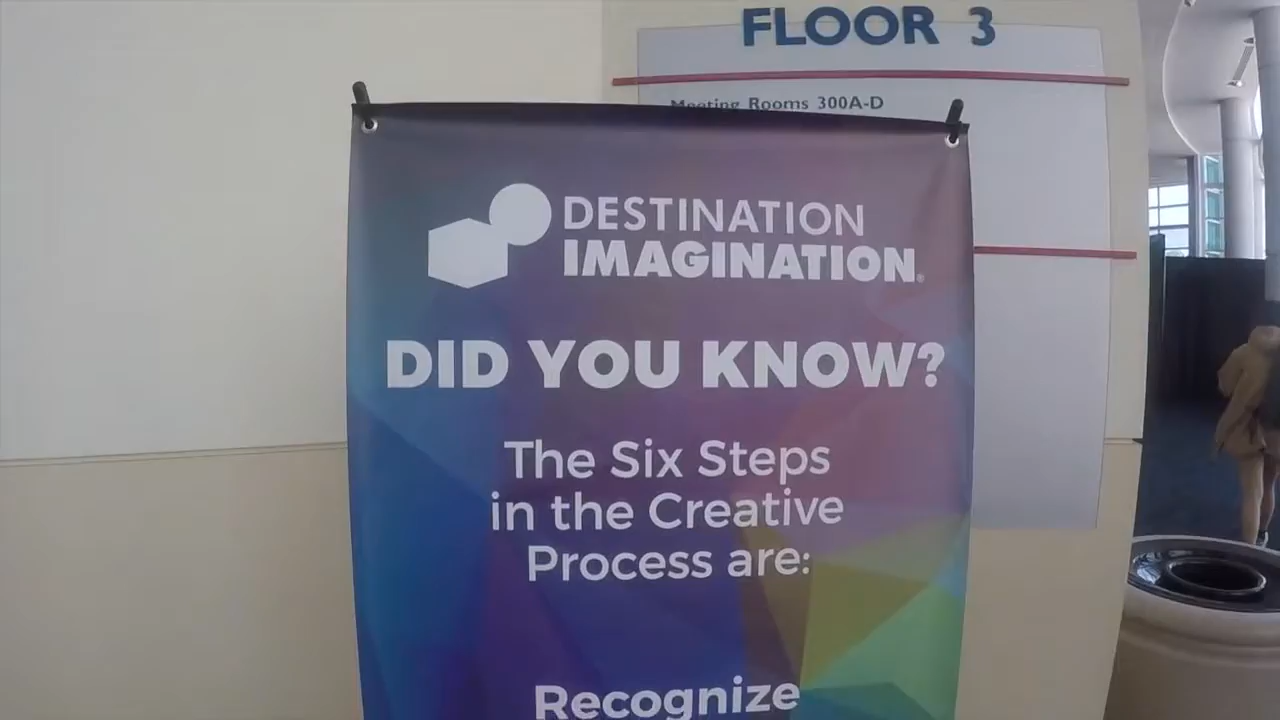 FLOOR 3
Meeting Rooms 300A-D
DESTINATION
IMAGINATION®
DID YOU KNOW?
The Six Steps
in the Creative
Process are:
Recognize